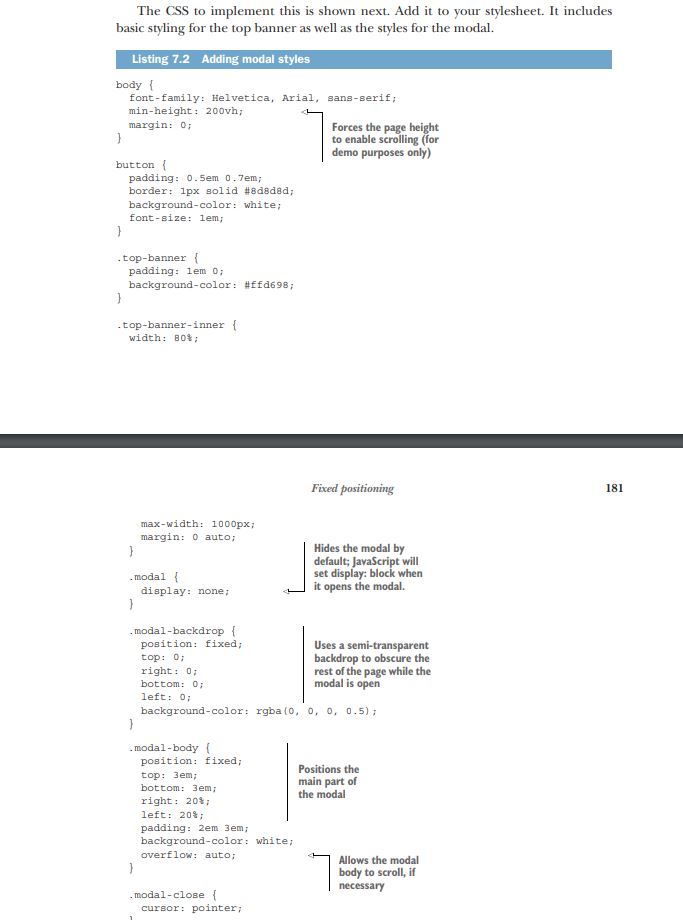 The CSS to implement this is shown next. Add it to your stylesheet. It includes
basic styling for the top banner as well as the styles for the modal.
Listing 7.2 Adding modal styles
body {
font-family: Helvetica, Arial, sans-serif;
min-height: 200vh;
margin: 0;
}
Forces the page height
to enable scrolling (for
demo purposes only)
button {
padding: 0.5em 0.7em;
border: 1px solid #8d8d8d;
background-color: white;
font-size: 1em;
}
.top-banner {
padding: 1em 0;
background-color: #ffd698;
}
.top-banner-inner {
width: 80%;
Fixed positioning 181
max-width: 1000px;
margin: 0 auto;
}
.modal {
display: none;
}
Hides the modal by
default; JavaScript will
set display: block when
it opens the modal.
.modal-backdrop {
position: fixed;
top: 0;
right: 0;
bottom: 0;
left: 0;
background-color: rgba(0, 0, 0, 0.5);
}
Uses a semi-transparent
backdrop to obscure the
rest of the page while the
modal is open
.modal-body {
position: fixed;
top: 3em;
bottom: 3em;
right: 20%;
left: 20%;
padding: 2em 3em;
background-color: white;
overflow: auto;
}
Positions the
main part of
the modal
Allows the modal
body to scroll, if
necessary
.modal-close {
cursor: pointer;
}